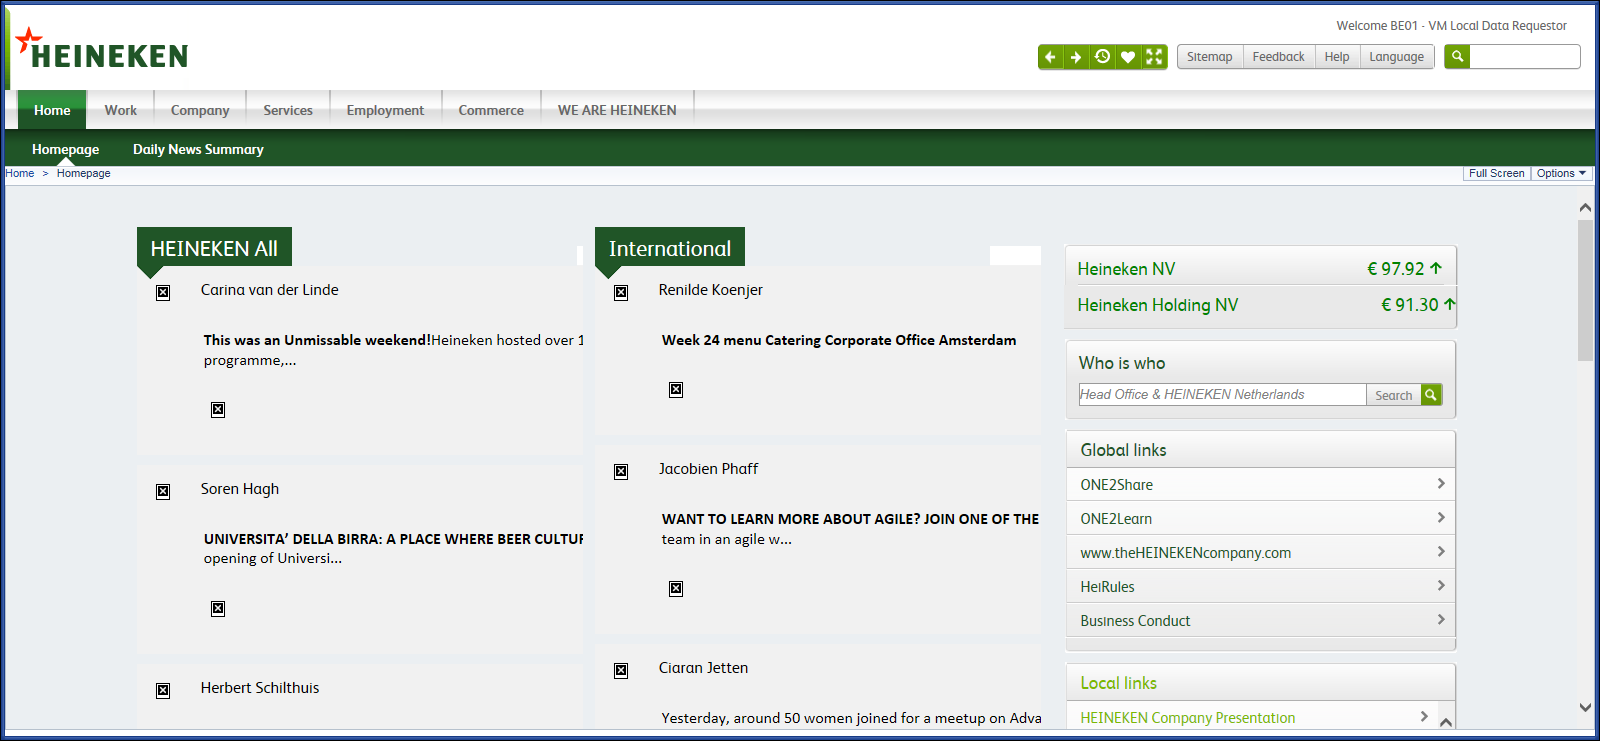 Welcome BE01 - VM Local Data Requestor
HEINEKEN
Sitemap Feedback Help Language
Home Work Company Services Employment Commerce WE ARE HEINEKEN
Homepage Daily News Summary
Home > Homepage
Full Screen Options
HEINEKEN All
Carina van der Linde
This was an Unmissable weekend!Heineken hosted over 1
programme,...
Soren Hagh
UNIVERSITA’ DELLA BIRRA: A PLACE WHERE BEER CULTUR
opening of Universi...
Herbert Schilthuis
International
Renilde Koenjer
Week 24 menu Catering Corporate Office Amsterdam
Jacobien Phaff
WANT TO LEARN MORE ABOUT AGILE? JOIN ONE OF THE
team in an agile w...
Ciaran Jetten
Yesterday, around 50 women joined for a meetup on Adva
Heineken NV € 97.92
Heineken Holding NV € 91.30
Who is who
Head Office & HEINEKEN Netherlands Search
Global links
ONE2Share
ONE2Learn
www.theHEINEKENcompany.com
HeiRules
Business Conduct
Local links
HEINEKEN Company Presentation